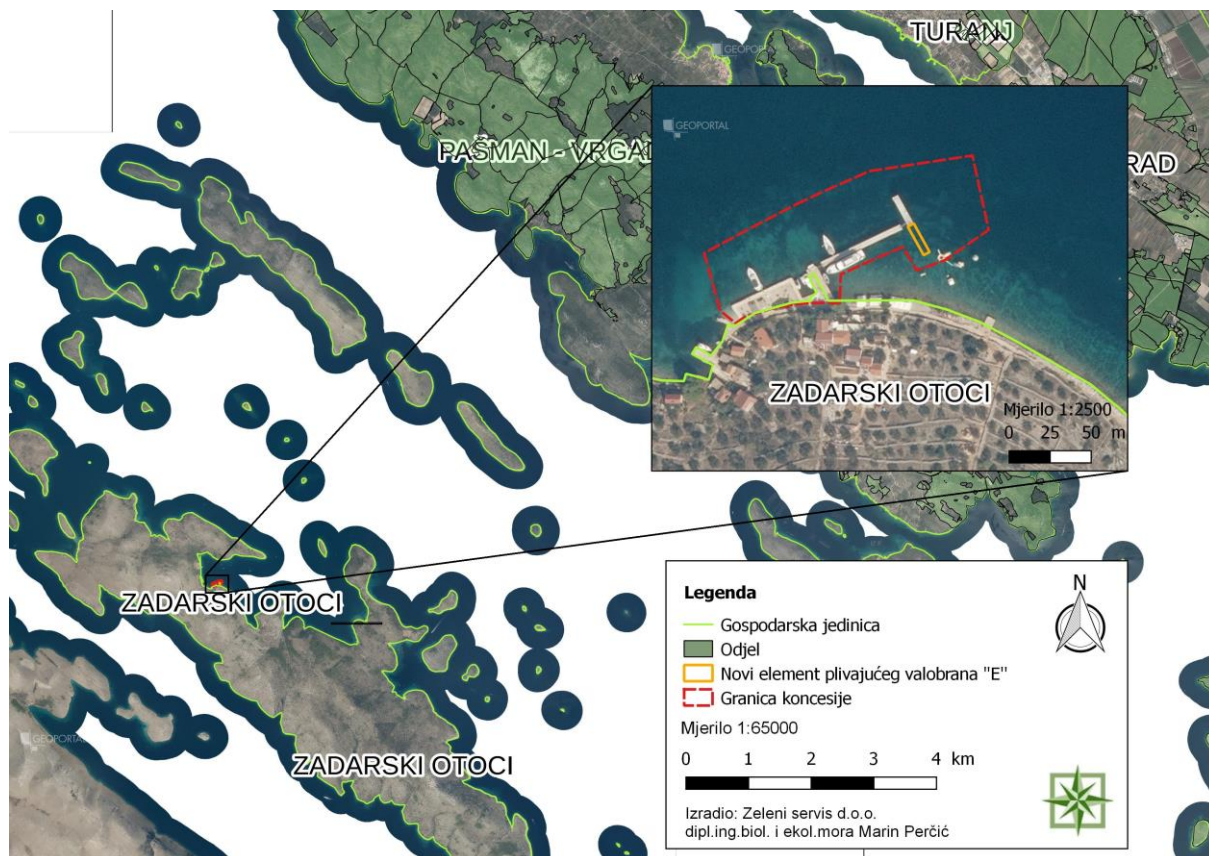 TURANJ
GEOPORTAL
GEOPORTAL
PAŠMAN - VRGAD
RAD
ZADARSKI OTOCI
Mjerilo 1:2500
0 25 50 m
ZADARSKI OTOCI
ZADARSKI OTOCI
GEOPORTAL
Legenda
N
Gospodarska jedinica
Odjel
Novi element plivajućeg valobrana "E"
Granica koncesije
Mjerilo 1:65000
0 1 2 3 4 km
Izradio: Zeleni servis d.o.o.
dipl.ing.biol. i ekol.mora Marin Perčić